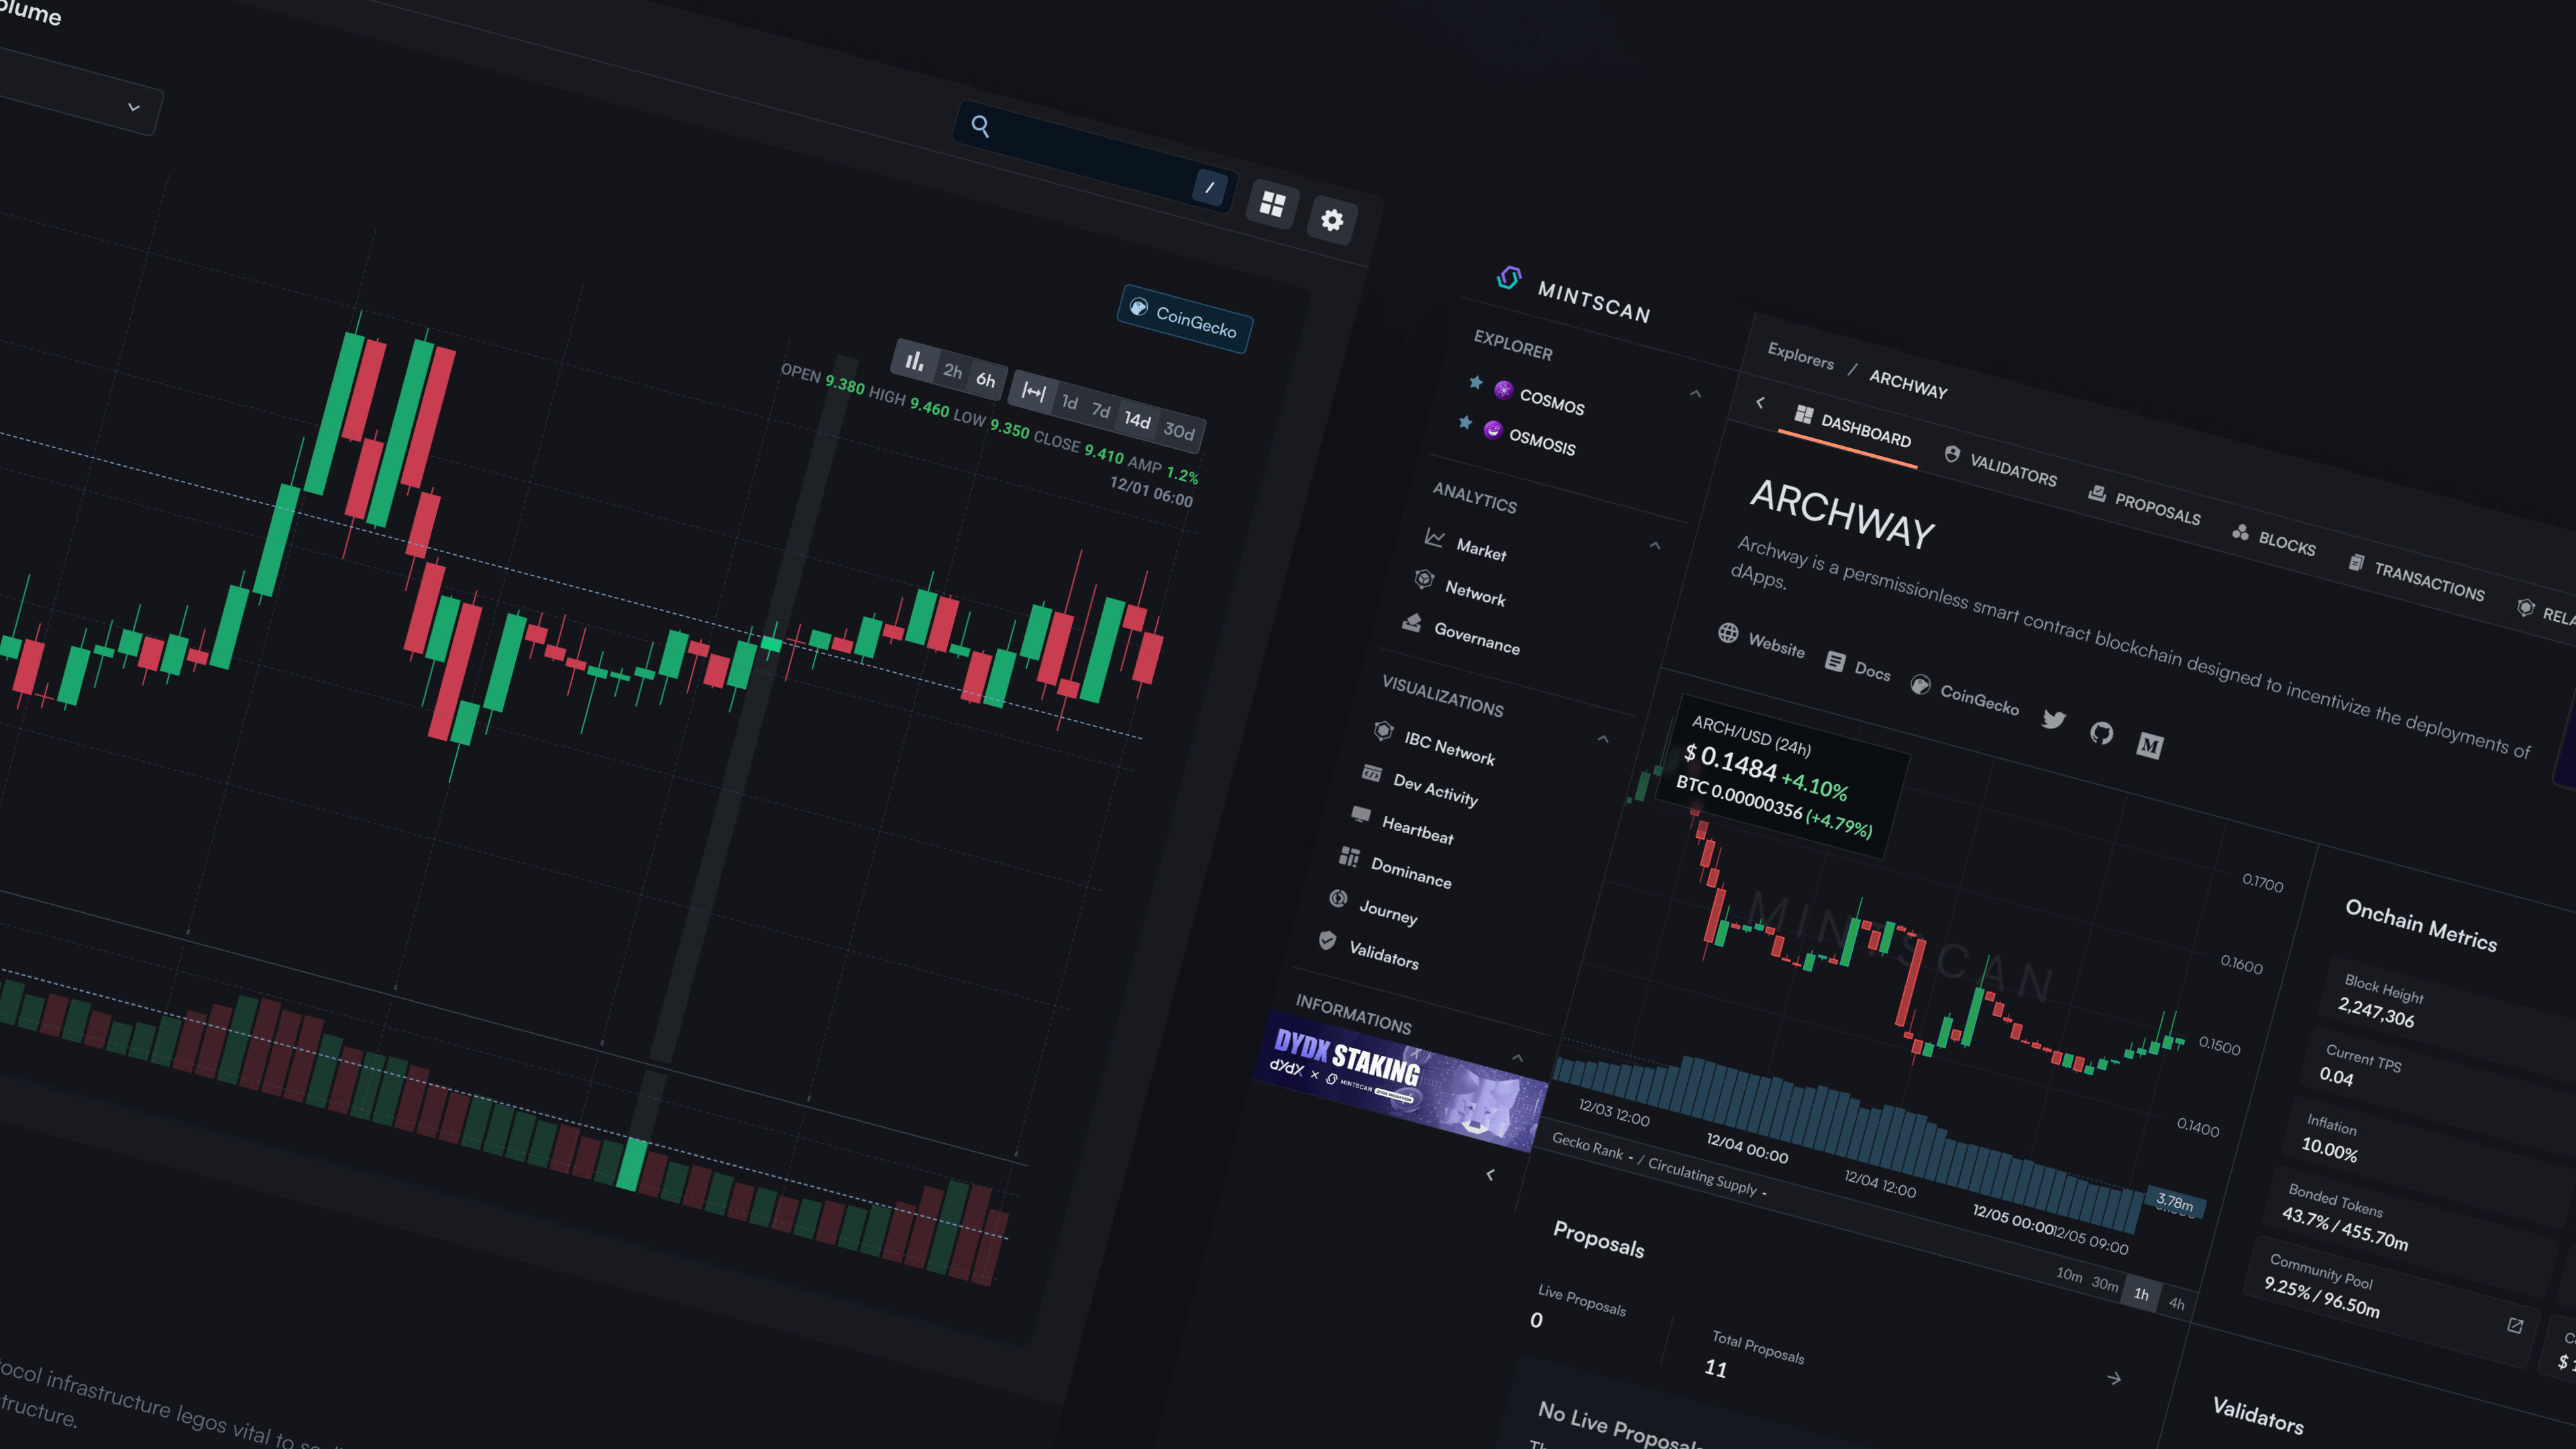 olume
/
CoinGecko
2h 6h 1d 7d 14d 30d
OPEN 9.380 HIGH 9.460 LOW 9.350 CLOSE 9.410 AMP 1.2%
12/01 06:00
ocol infrastructure legos vital to
tructure.
MINTSCAN
EXPLORER
COSMOS
OSMOSIS
ANALYTICS
Market
Network
Governance
VISUALIZATIONS
IBC Network
Dev Activity
Heartbeat
Dominance
Journey
Validators
INFORMATIONS
DYDX STAKING
dYdX × MINTSCAN
Explorers / ARCHWAY
DASHBOARD VALIDATORS PROPOSALS BLOCKS TRANSACTIONS RELA
ARCHWAY
Archway is a persmissionless smart contract blockchain designed to incentivize the deployments of
dApps.
Website Docs CoinGecko
ARCH/USD (24h)
$ 0.1484 +4.10%
BTC 0.00000356 (+4.79%)
MINTSCAN
0.1700
0.1600
0.1500
0.1400
3.78m
12/03 12:00 12/04 00:00 12/04 12:00 12/05 00:00 12/05 09:00
Gecko Rank - / Circulating Supply -
10m 30m 1h 4h
Onchain Metrics
Block Height
2,247,306
Current TPS
0.04
Inflation
10.00%
Bonded Tokens
43.7% / 455.70m
Community Pool
9.25% / 96.50m
Proposals
Live Proposals
0
Total Proposals
11
No Live Proposals
Validators